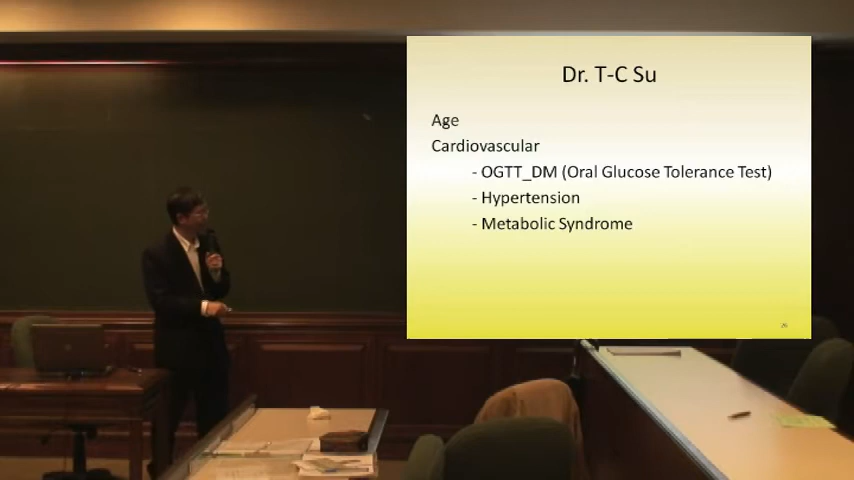 Dr. T-C Su
Age
Cardiovascular
- OGTT_DM (Oral Glucose Tolerance Test)
- Hypertension
- Metabolic Syndrome